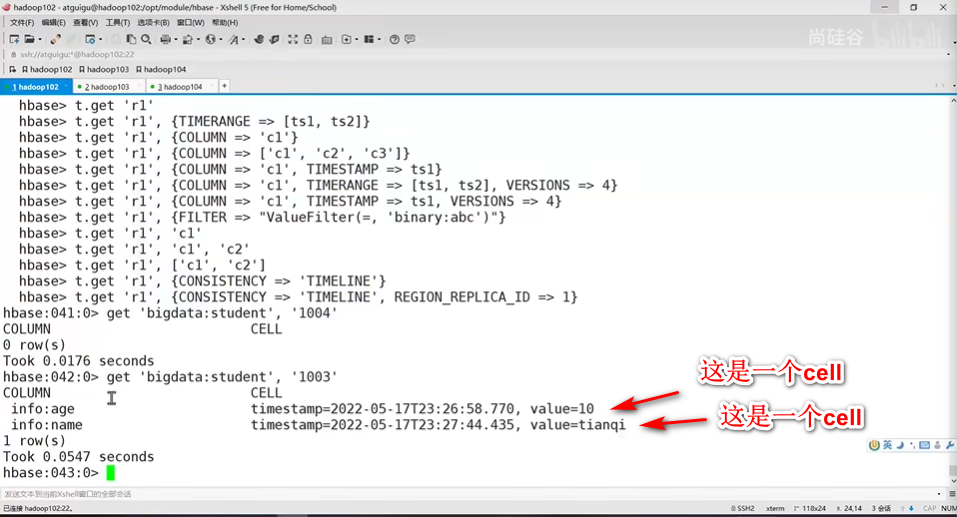 hadoop102 - atguigu@hadoop102:/opt/module/hbase - Xshell 5 (Free for Home/School)
文件(F) 编辑(E) 查看(V) 工具(T) 选项卡(B) 窗口(W) 帮助(H)
尚硅谷 bilibili
ssh://atguigu:*@hadoop102:22
hadoop102 hadoop103 hadoop104
1 hadoop102 2 hadoop103 3 hadoop104 +
hbase> t.get 'r1'
hbase> t.get 'r1', {TIMERANGE => [ts1, ts2]}
hbase> t.get 'r1', {COLUMN => 'c1'}
hbase> t.get 'r1', {COLUMN => ['c1', 'c2', 'c3']}
hbase> t.get 'r1', {COLUMN => 'c1', TIMESTAMP => ts1}
hbase> t.get 'r1', {COLUMN => 'c1', TIMERANGE => [ts1, ts2], VERSIONS => 4}
hbase> t.get 'r1', {COLUMN => 'c1', TIMESTAMP => ts1, VERSIONS => 4}
hbase> t.get 'r1', {FILTER => "ValueFilter(=, 'binary:abc')"}
hbase> t.get 'r1', 'c1'
hbase> t.get 'r1', 'c1', 'c2'
hbase> t.get 'r1', ['c1', 'c2']
hbase> t.get 'r1', {CONSISTENCY => 'TIMELINE'}
hbase> t.get 'r1', {CONSISTENCY => 'TIMELINE', REGION_REPLICA_ID => 1}
hbase:041:0> get 'bigdata:student', '1004'
COLUMN CELL
0 row(s)
Took 0.0176 seconds
hbase:042:0> get 'bigdata:student', '1003'
COLUMN CELL
info:age timestamp=2022-05-17T23:26:58.770, value=10
info:name timestamp=2022-05-17T23:27:44.435, value=tianqi
1 row(s)
Took 0.0547 seconds
hbase:043:0>
这是一个cell
这是一个cell
英
发送文本到当前Xshell窗口的全部会话
已连接 hadoop102:22。 SSH2 xterm 118x24 24,14 3 会话 CAP NUM